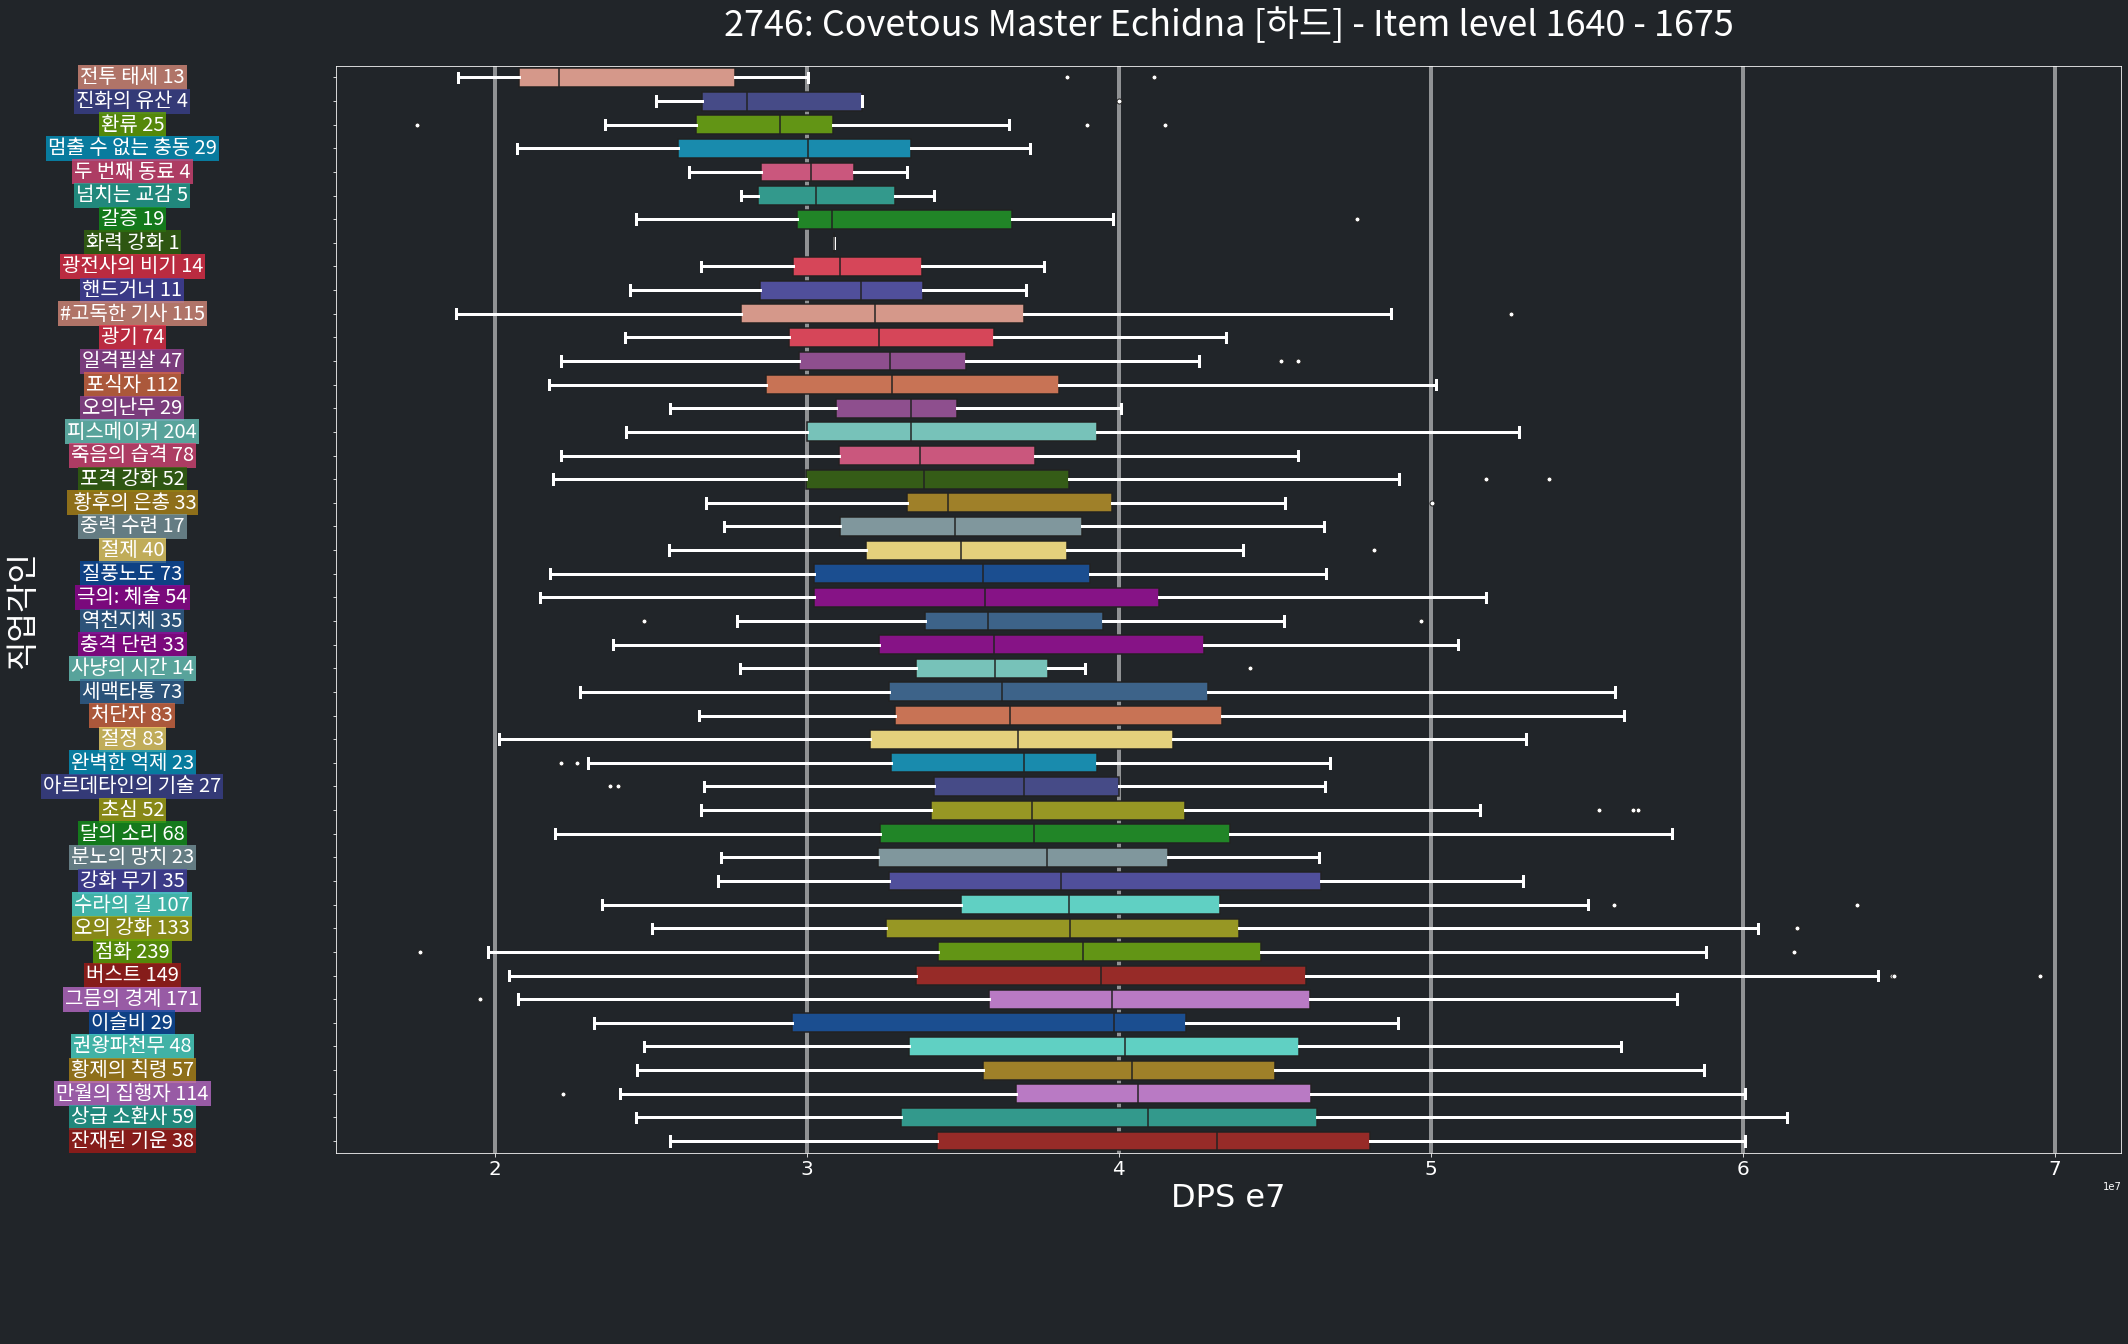 2746: Covetous Master Echidna [하드] - Item level 1640 - 1675
직업각인
전투 태세 13
진화의 유산 4
환류 25
멈출 수 없는 충동 29
두 번째 동료 4
넘치는 교감 5
갈증 19
화력 강화 1
광전사의 비기 14
핸드거너 11
#고독한 기사 115
광기 74
일격필살 47
포식자 112
오의난무 29
피스메이커 204
죽음의 습격 78
포격 강화 52
황후의 은총 33
중력 수련 17
절제 40
질풍노도 73
극의: 체술 54
역천지체 35
충격 단련 33
사냥의 시간 14
세맥타통 73
처단자 83
절정 83
완벽한 억제 23
아르데타인의 기술 27
초심 52
달의 소리 68
분노의 망치 23
강화 무기 35
수라의 길 107
오의 강화 133
점화 239
버스트 149
그믐의 경계 171
이슬비 29
권왕파천무 48
황제의 칙령 57
만월의 집행자 114
상급 소환사 59
잔재된 기운 38
2 3 4 5 6 7
1e7
DPS e7